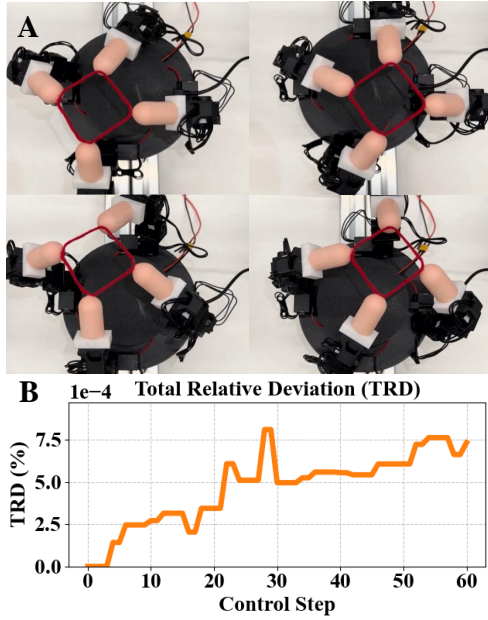 A
B
1e−4
Total Relative Deviation (TRD)
TRD (%)
7.5
5.0
2.5
0.0
0 10 20 30 40 50 60
Control Step